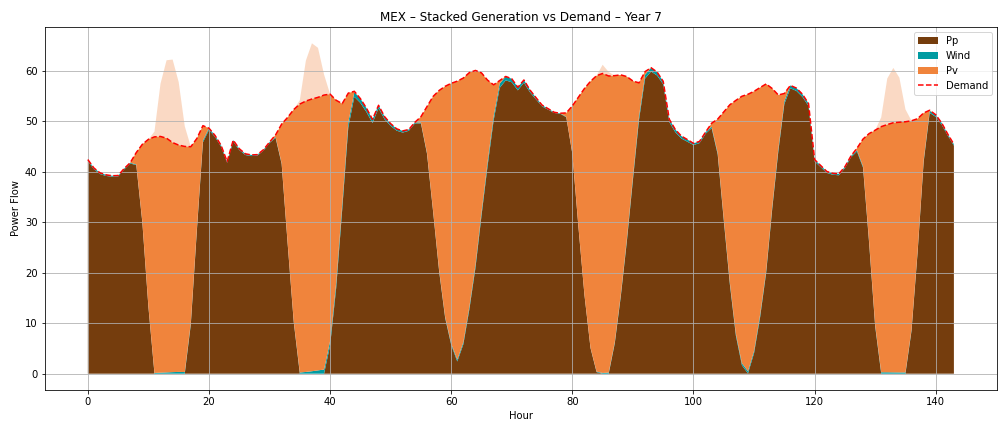 MEX – Stacked Generation vs Demand – Year 7
Pp
Wind
Pv
Demand
Power Flow
60
50
40
30
20
10
0
0 20 40 60 80 100 120 140
Hour